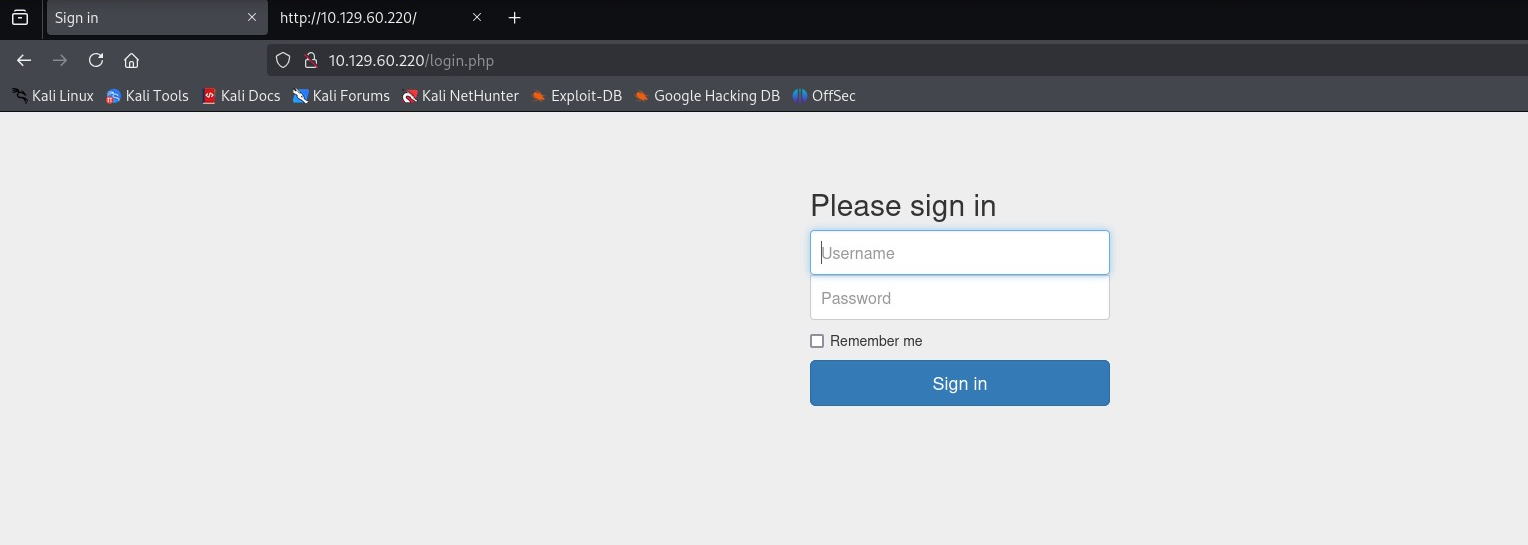 Sign in
http://10.129.60.220/
10.129.60.220/login.php
Kali Linux Kali Tools Kali Docs Kali Forums Kali NetHunter Exploit-DB Google Hacking DB OffSec
Please sign in
Username
Password
Remember me
Sign in